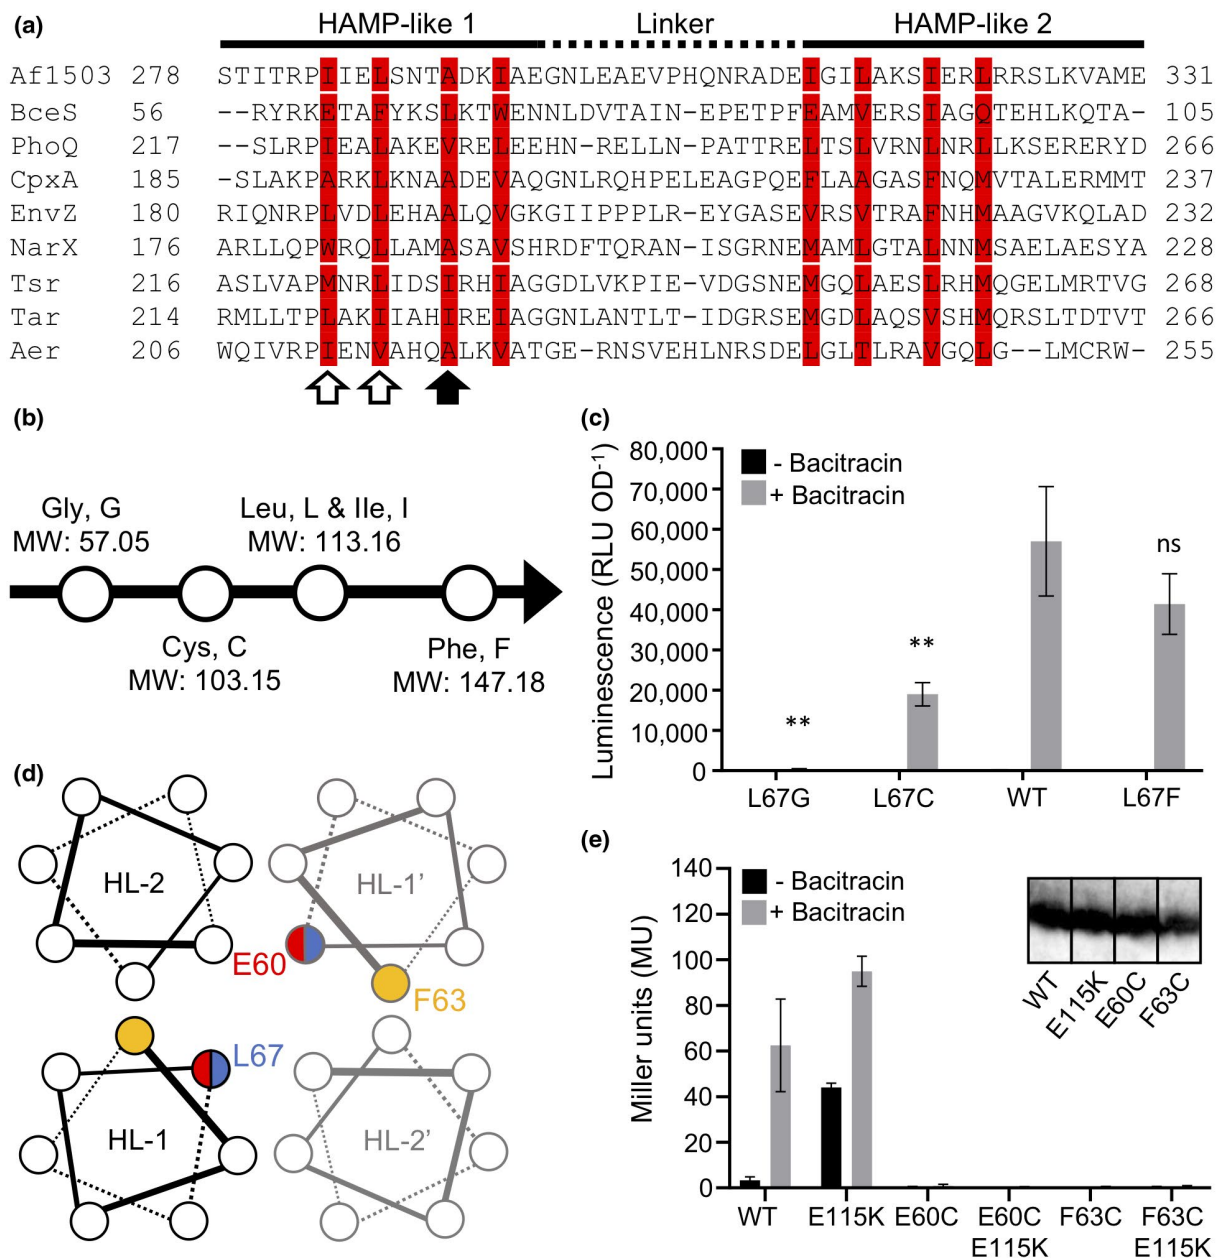 (a)
HAMP-like 1 Linker HAMP-like 2
Af1503 278 STITRPIIELSNTADKIAEGNLEAEVPHQNRADEIGILAKSIERLRRSLKVAME 331
BceS 56 --RYRKETAFYKSLKTWENNLDVTAIN-EPETPFEAMVERSIAGQTEHLKQTA- 105
PhoQ 217 --SLRPIEALAKEVRELEEHN-RELLN-PATTRELTSLVRNLNRLLKSERERYD 266
CpxA 185 -SLAKPARKLKNAADEVAQGNLRQHPELEAGPQEFLAAGASFNQMVTALERMMT 237
EnvZ 180 RIQNRPLVDLEHAALQVGKGIIPPPLR-EYGASEVRSVTRAFNHMAAGVKQLAD 232
NarX 176 ARLLQPWRQLLAMASAVSHRDFTQRAN-ISGRNEMAMLGTALNNMSAELAESYA 228
Tsr 216 ASLVAPMNRLIDSIRHIAGGDLVKPIE-VDGSNEMGQLAESLRHMQGELMRTVG 268
Tar 214 RMLLTPLAKIIAHIREIAGGNLANTLT-IDGRSEMGDLAQSVSHMQRSLTDTVT 266
Aer 206 WQIVRPIENVAHQALKVATGE-RNSVEHLNRSDELGLTLRAVGQLG--LMCRW- 255
(b)
Gly, G
MW: 57.05
Leu, L & Ile, I
MW: 113.16
Cys, C
MW: 103.15
Phe, F
MW: 147.18
(c)
Luminescence (RLU OD-1)
80,000
70,000
60,000
50,000
40,000
30,000
20,000
10,000
0
- Bacitracin
+ Bacitracin
**
**
ns
L67G L67C WT L67F
(d)
HL-2
HL-1’
E60
F63
L67
HL-1
HL-2’
(e)
Miller units (MU)
140
120
100
80
60
40
20
0
- Bacitracin
+ Bacitracin
WT
E115K
E60C
F63C
WT E115K E60C E60C F63C F63C
E115K E115K